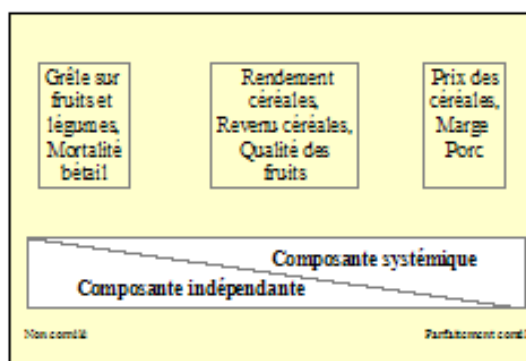 Grêle sur
fruits et
légumes,
Mortalité
bétail
Rendement
céréales,
Revenu céréales,
Qualité des
fruits
Prix des
céréales,
Marge
Porc
Composante systémique
Composante indépendante
Non corrélé
Parfaitement